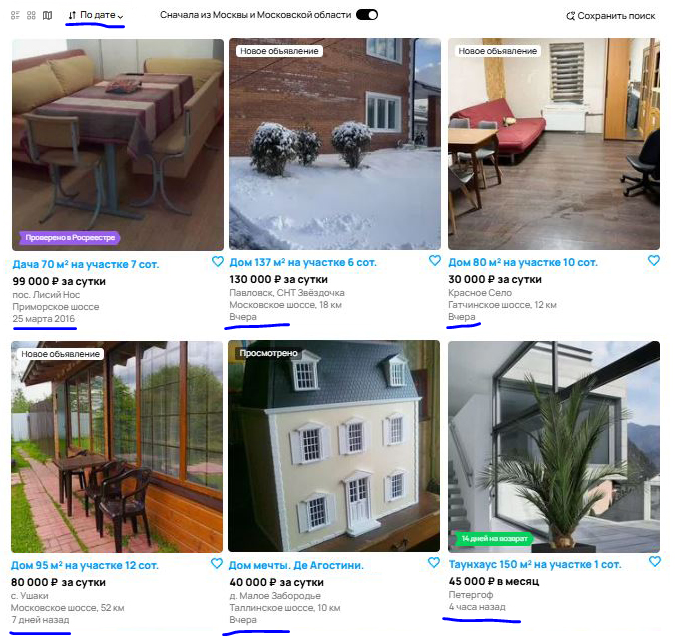 По дате
Сначала из Москвы и Московской области
Сохранить поиск
Проверено в Росреестре
Дача 70 м² на участке 7 сот.
99 000 ₽ за сутки
пос. Лисий Нос
Приморское шоссе
25 марта 2016
Новое объявление
Дом 137 м² на участке 6 сот.
130 000 ₽ за сутки
Павловск, СНТ Звёздочка
Московское шоссе, 18 км
Вчера
Новое объявление
Дом 80 м² на участке 10 сот.
30 000 ₽ за сутки
Красное Село
Гатчинское шоссе, 12 км
Вчера
Новое объявление
Дом 95 м² на участке 12 сот.
80 000 ₽ за сутки
с. Ушаки
Московское шоссе, 52 км
7 дней назад
Просмотрено
Дом мечты. Де Агостини.
40 000 ₽ за сутки
д. Малое Забородье
Таллинское шоссе, 10 км
Вчера
14 дней на возврат
Таунхаус 150 м² на участке 1 сот.
45 000 ₽ в месяц
Петергоф
4 часа назад